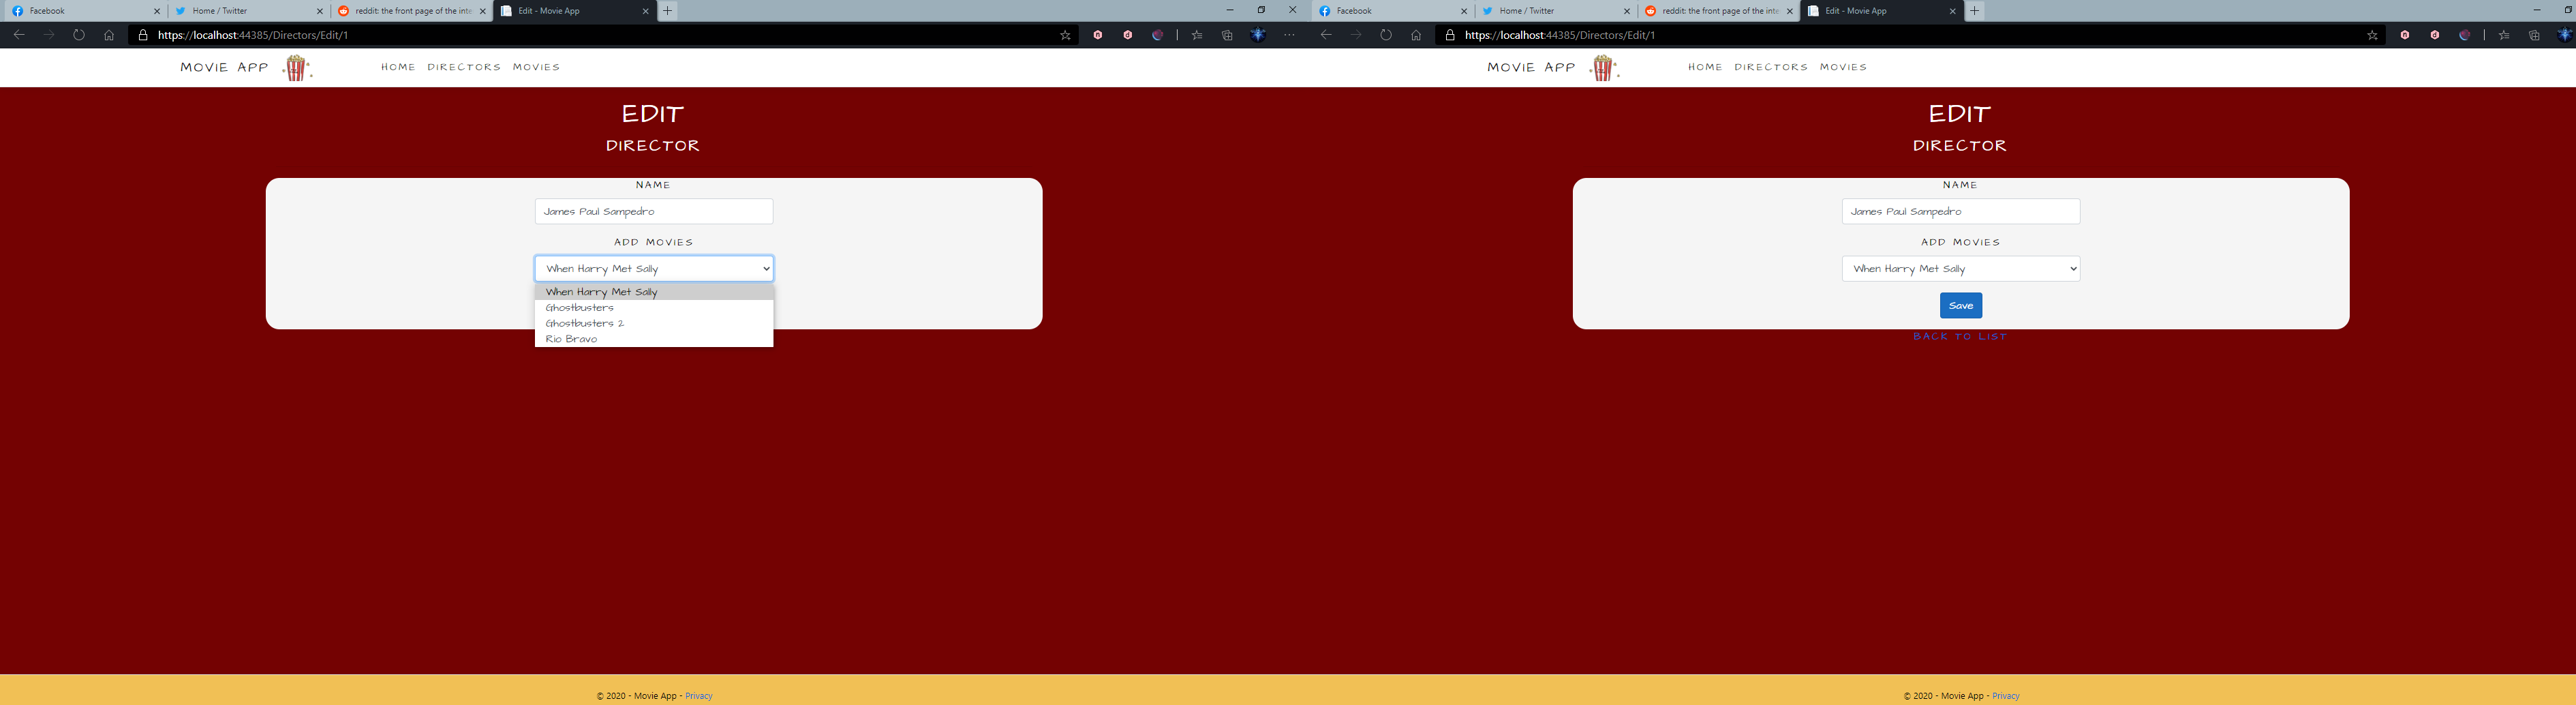 Facebook
Home / Twitter
reddit: the front page of the inte
Edit - Movie App
https://localhost:44385/Directors/Edit/1
MOVIE APP
HOME DIRECTORS MOVIES
EDIT
DIRECTOR
NAME
James Paul Sampedro
ADD MOVIES
When Harry Met Sally
When Harry Met Sally
Ghostbusters
Ghostbusters 2
Rio Bravo
© 2020 - Movie App - Privacy
Facebook
Home / Twitter
reddit: the front page of the inte
Edit - Movie App
https://localhost:44385/Directors/Edit/1
MOVIE APP
HOME DIRECTORS MOVIES
EDIT
DIRECTOR
NAME
James Paul Sampedro
ADD MOVIES
When Harry Met Sally
Save
BACK TO LIST
© 2020 - Movie App - Privacy